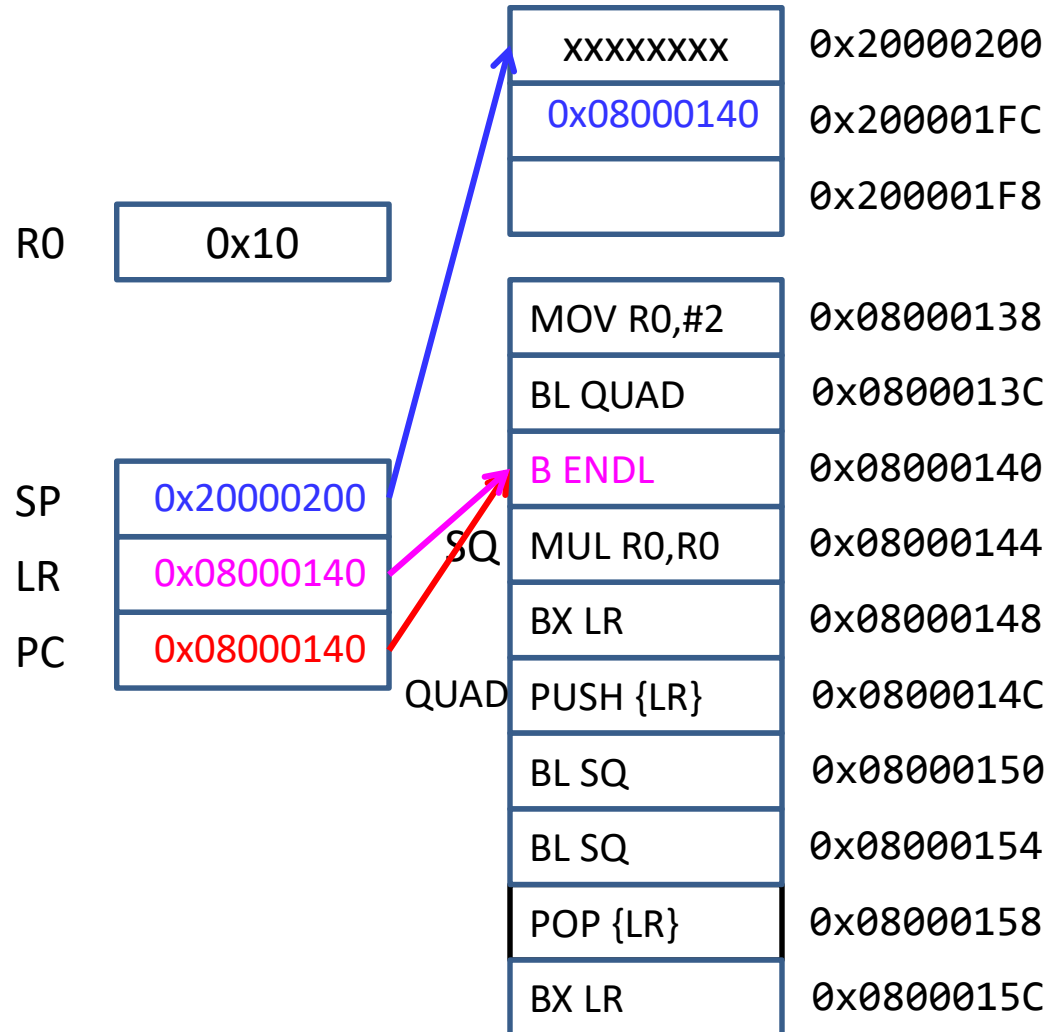 xxxxxxxx 0x20000200
0x08000140 0x200001FC
0x200001F8
R0 0x10
MOV R0,#2 0x08000138
BL QUAD 0x0800013C
B ENDL 0x08000140
SP 0x20000200
SQ MUL R0,R0 0x08000144
LR 0x08000140
BX LR 0x08000148
PC 0x08000140
QUAD PUSH {LR} 0x0800014C
BL SQ 0x08000150
BL SQ 0x08000154
POP {LR} 0x08000158
BX LR 0x0800015C